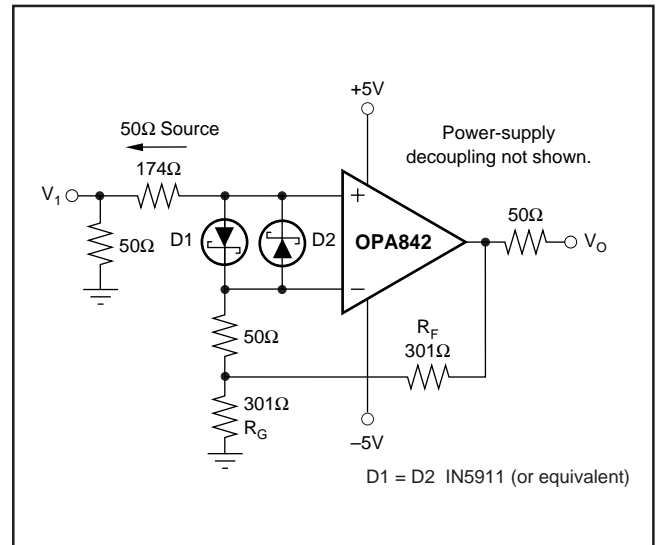 +5V
50Ω Source
Power-supply
decoupling not shown.
174Ω
V1
50Ω
D1
D2
+
OPA842
–
50Ω
VO
50Ω
RF
301Ω
301Ω
RG
–5V
D1 = D2 IN5911 (or equivalent)